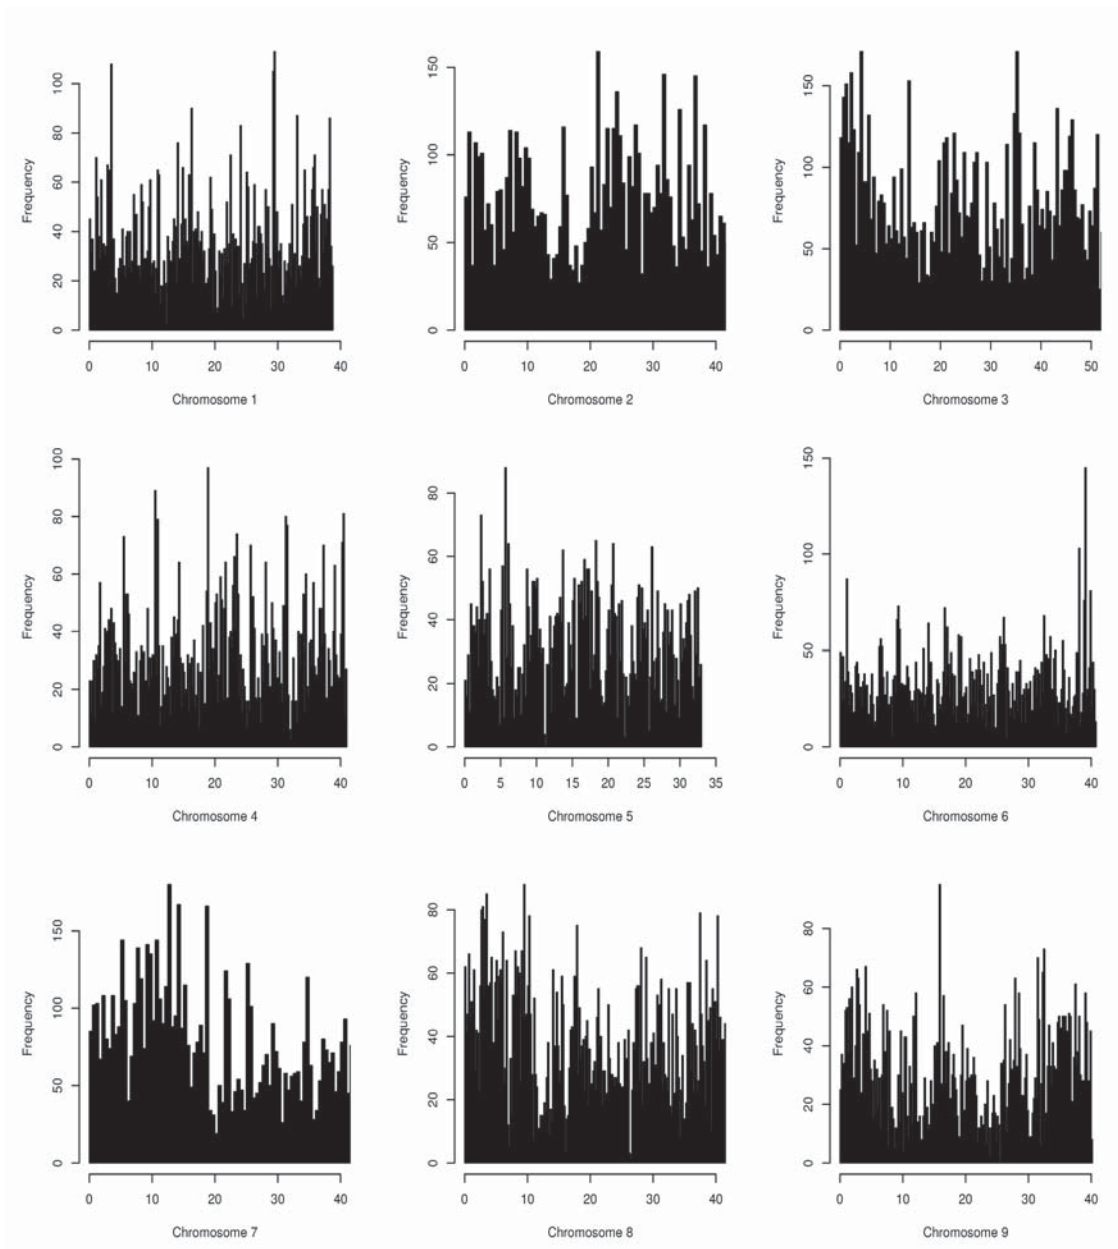 Frequency
0 20 40 60 80 100
0 10 20 30 40
Chromosome 1
Frequency
0 50 100 150
0 10 20 30 40
Chromosome 2
Frequency
0 50 100 150
0 10 20 30 40 50
Chromosome 3
Frequency
0 20 40 60 80 100
0 10 20 30 40
Chromosome 4
Frequency
0 20 40 60 80
0 5 10 15 20 25 30 35
Chromosome 5
Frequency
0 50 100 150
0 10 20 30 40
Chromosome 6
Frequency
0 50 100 150
0 10 20 30 40
Chromosome 7
Frequency
0 20 40 60 80
0 10 20 30 40
Chromosome 8
Frequency
0 20 40 60 80
0 10 20 30 40
Chromosome 9